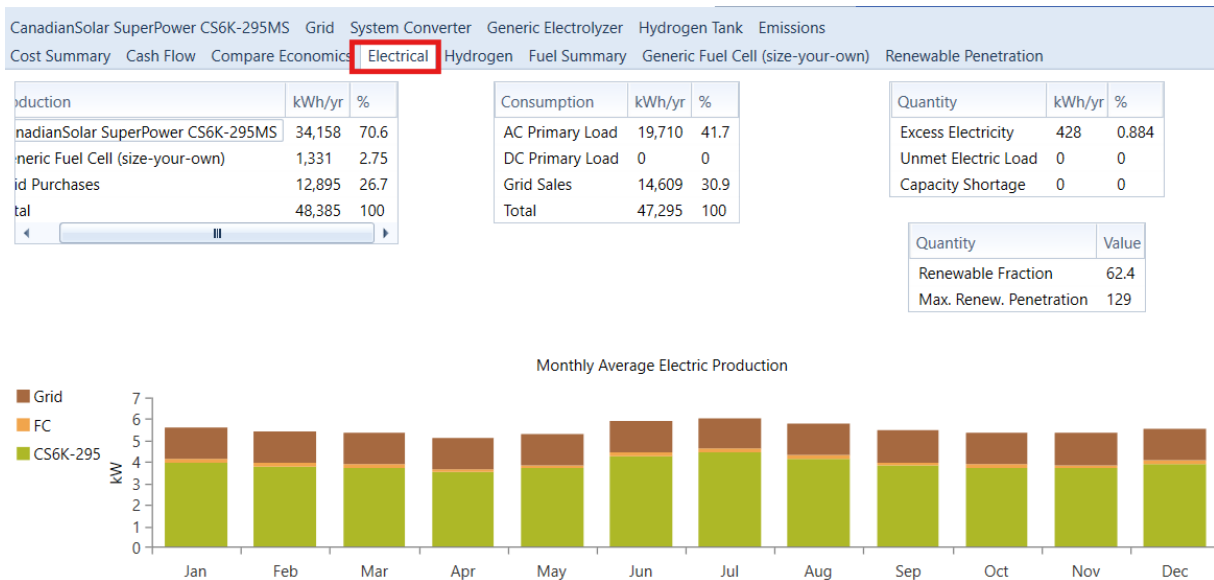 CanadianSolar SuperPower CS6K-295MS Grid System Converter Generic Electrolyzer Hydrogen Tank Emissions
Cost Summary Cash Flow Compare Economics Electrical Hydrogen Fuel Summary Generic Fuel Cell (size-your-own) Renewable Penetration
oduction kWh/yr %
nadianSolar SuperPower CS6K-295MS 34,158 70.6
neric Fuel Cell (size-your-own) 1,331 2.75
id Purchases 12,895 26.7
tal 48,385 100
Consumption kWh/yr %
AC Primary Load 19,710 41.7
DC Primary Load 0 0
Grid Sales 14,609 30.9
Total 47,295 100
Quantity kWh/yr %
Excess Electricity 428 0.884
Unmet Electric Load 0 0
Capacity Shortage 0 0
Quantity Value
Renewable Fraction 62.4
Max. Renew. Penetration 129
Monthly Average Electric Production
Grid
FC
CS6K-295
kW
7
6
5
4
3
2
1
0
Jan Feb Mar Apr May Jun Jul Aug Sep Oct Nov Dec